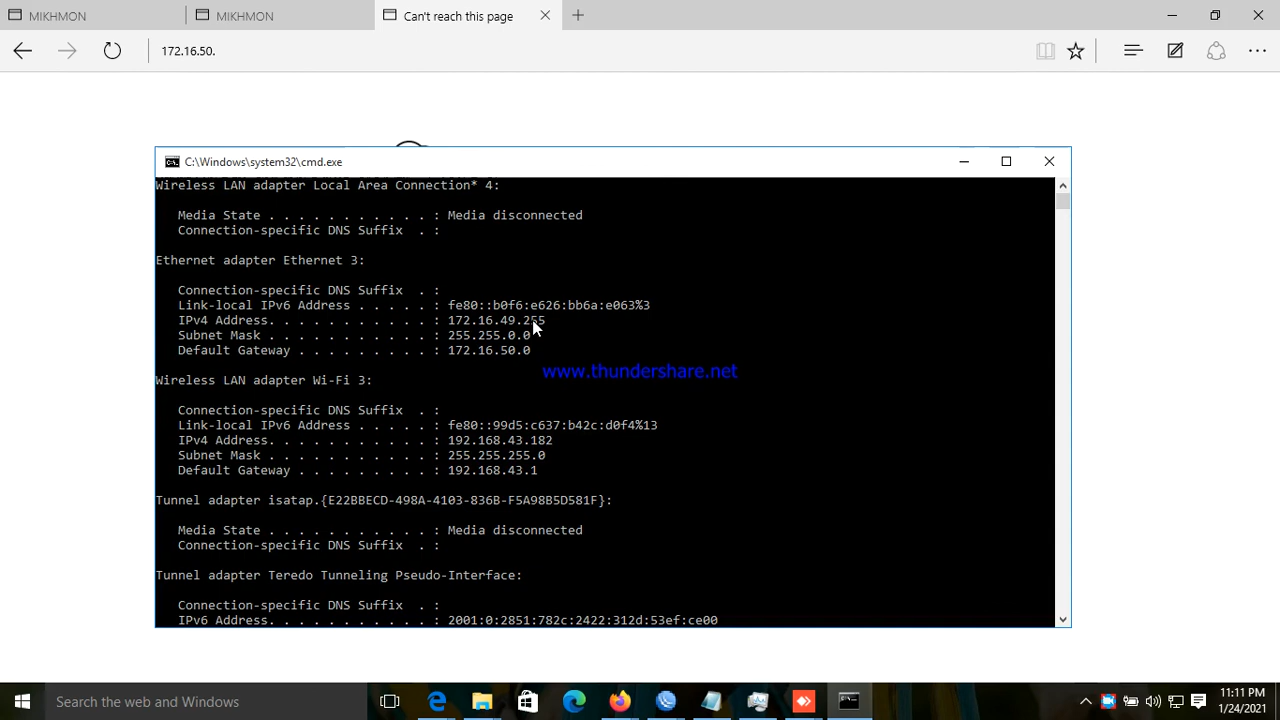 MIKHMON
MIKHMON
Can't reach this page
172.16.50.
C:\Windows\system32\cmd.exe
Wireless LAN adapter Local Area Connection* 4:
Media State . . . . . . . . . . . : Media disconnected
Connection-specific DNS Suffix . :
Ethernet adapter Ethernet 3:
Connection-specific DNS Suffix . :
Link-local IPv6 Address . . . . . : fe80::b0f6:e626:bb6a:e063%3
IPv4 Address. . . . . . . . . . . : 172.16.49.255
Subnet Mask . . . . . . . . . . . : 255.255.0.0
Default Gateway . . . . . . . . . : 172.16.50.0
www.thundershare.net
Wireless LAN adapter Wi-Fi 3:
Connection-specific DNS Suffix . :
Link-local IPv6 Address . . . . . : fe80::99d5:c637:b42c:d0f4%13
IPv4 Address. . . . . . . . . . . : 192.168.43.182
Subnet Mask . . . . . . . . . . . : 255.255.255.0
Default Gateway . . . . . . . . . : 192.168.43.1
Tunnel adapter isatap.{E22BBECD-498A-4103-836B-F5A98B5D581F}:
Media State . . . . . . . . . . . : Media disconnected
Connection-specific DNS Suffix . :
Tunnel adapter Teredo Tunneling Pseudo-Interface:
Connection-specific DNS Suffix . :
IPv6 Address. . . . . . . . . . . : 2001:0:2851:782c:2422:312d:53ef:ce00
Search the web and Windows
11:11 PM
1/24/2021